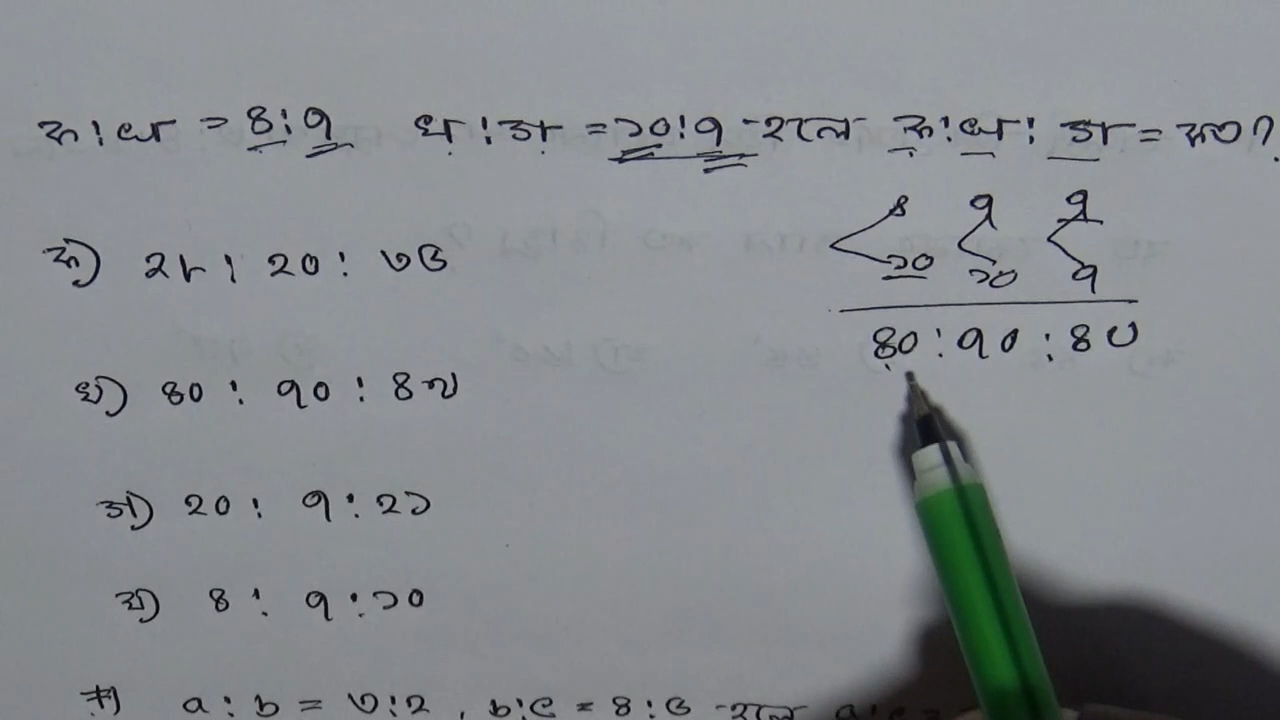 ক:খ = ৪:৭ খ:গ = ১০:৭ হলে ক:খ:গ = কত?
৪ ৭ ৭
১০ ১০ ৭
৪০:৭০:৪৯
ক) ২৮: ২০: ৩৫
খ) ৪০ : ৭০ : ৪৯
গ) ২০: ৭:২১
ঘ) ৪: ৭:১০
# a:b = ৩:২, b:c = ৪:৫ হলে